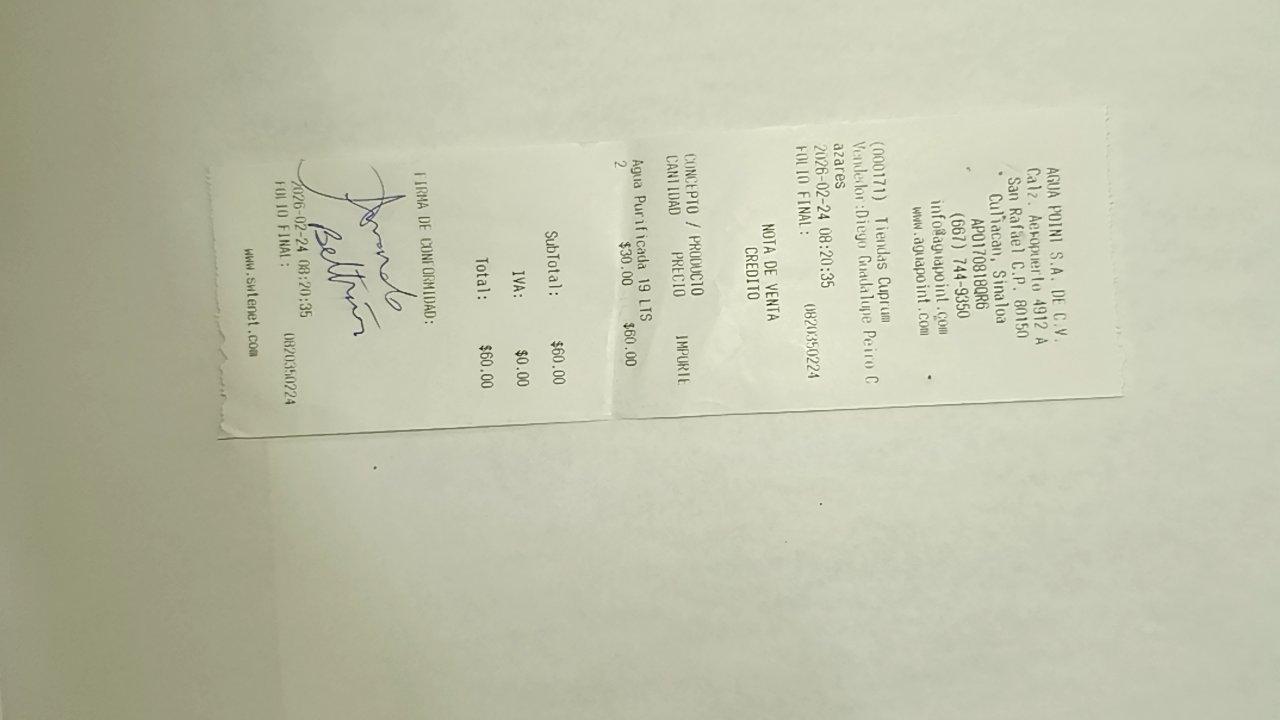 AGUA POINT S.A. DE C.V.
Calz. Aeropuerto 4912 A
San Rafael C.P. 80150
Culiacan, Sinaloa
APO170818QR6
(667) 744-9350
info@aguapoint.com
www.aguapoint.com
(000171) Tiendas Cuprum
Vendedor:Diego Guadalupe Peiro C
azares
2026-02-24 08:20:35
FOLIO FINAL: 0820350224
NOTA DE VENTA
CREDITO
CONCEPTO / PRODUCTO
CANTIDAD PRECIO IMPORTE
Agua Purificada 19 LTS
2 $30.00 $60.00
SubTotal: $60.00
IVA: $0.00
Total: $60.00
FIRMA DE CONFORMIDAD:
Beltrán
2026-02-24 08:20:35
FOLIO FINAL: 0820350224
www.swtenet.com